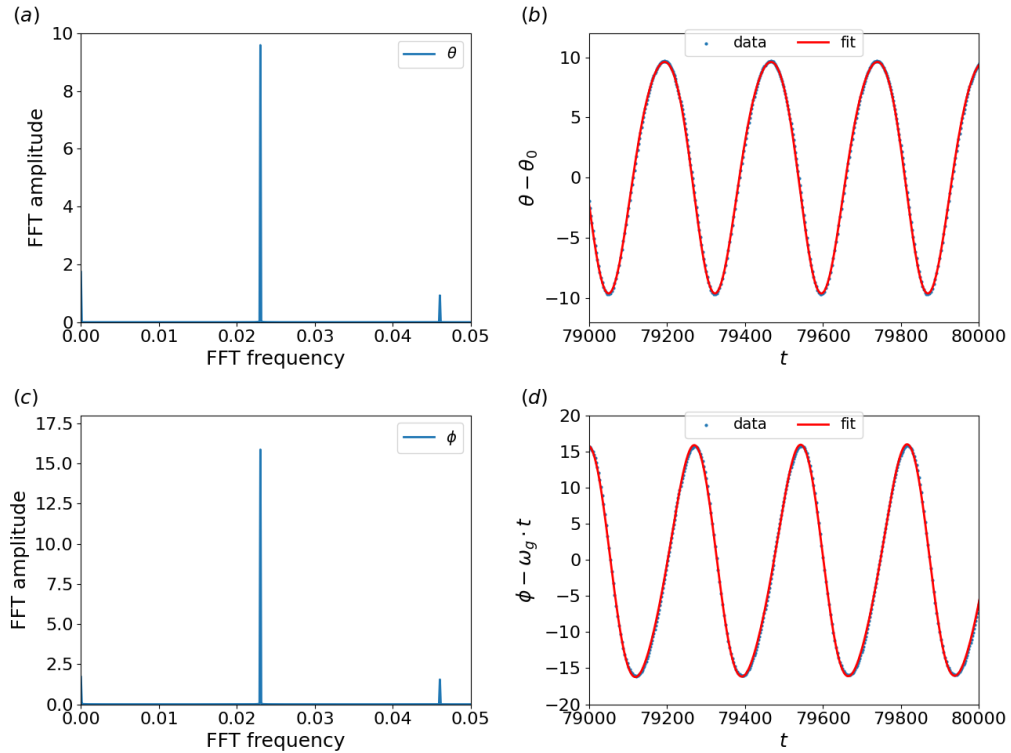 (a)
10
8
6
4
2
0
FFT amplitude
θ
0.00 0.01 0.02 0.03 0.04 0.05
FFT frequency
(b)
data fit
10
5
0
−5
−10
θ − θ₀
79000 79200 79400 79600 79800 80000
t
(c)
17.5
15.0
12.5
10.0
7.5
5.0
2.5
0.0
FFT amplitude
ϕ
0.00 0.01 0.02 0.03 0.04 0.05
FFT frequency
(d)
data fit
20
15
10
5
0
−5
−10
−15
−20
ϕ − ω_g · t
79000 79200 79400 79600 79800 80000
t